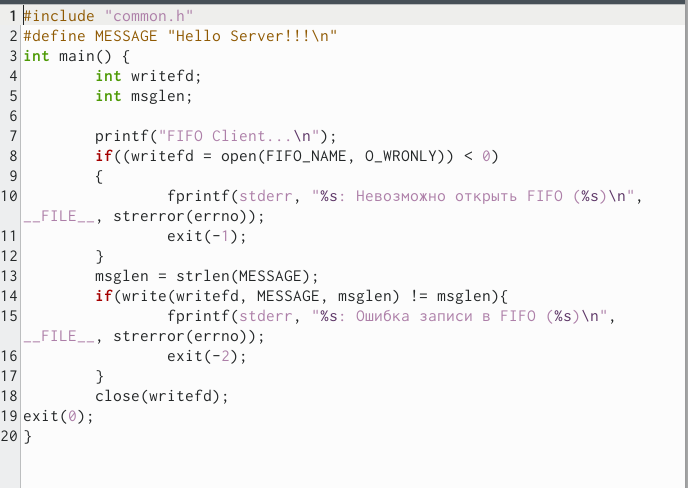 1 #include "common.h"
2 #define MESSAGE "Hello Server!!!\n"
3 int main() {
4 int writefd;
5 int msglen;
6
7 printf("FIFO Client...\n");
8 if((writefd = open(FIFO_NAME, O_WRONLY)) < 0)
9 {
10 fprintf(stderr, "%s: Невозможно открыть FIFO (%s)\n",
__FILE__, strerror(errno));
11 exit(-1);
12 }
13 msglen = strlen(MESSAGE);
14 if(write(writefd, MESSAGE, msglen) != msglen){
15 fprintf(stderr, "%s: Ошибка записи в FIFO (%s)\n",
__FILE__, strerror(errno));
16 exit(-2);
17 }
18 close(writefd);
19 exit(0);
20 }